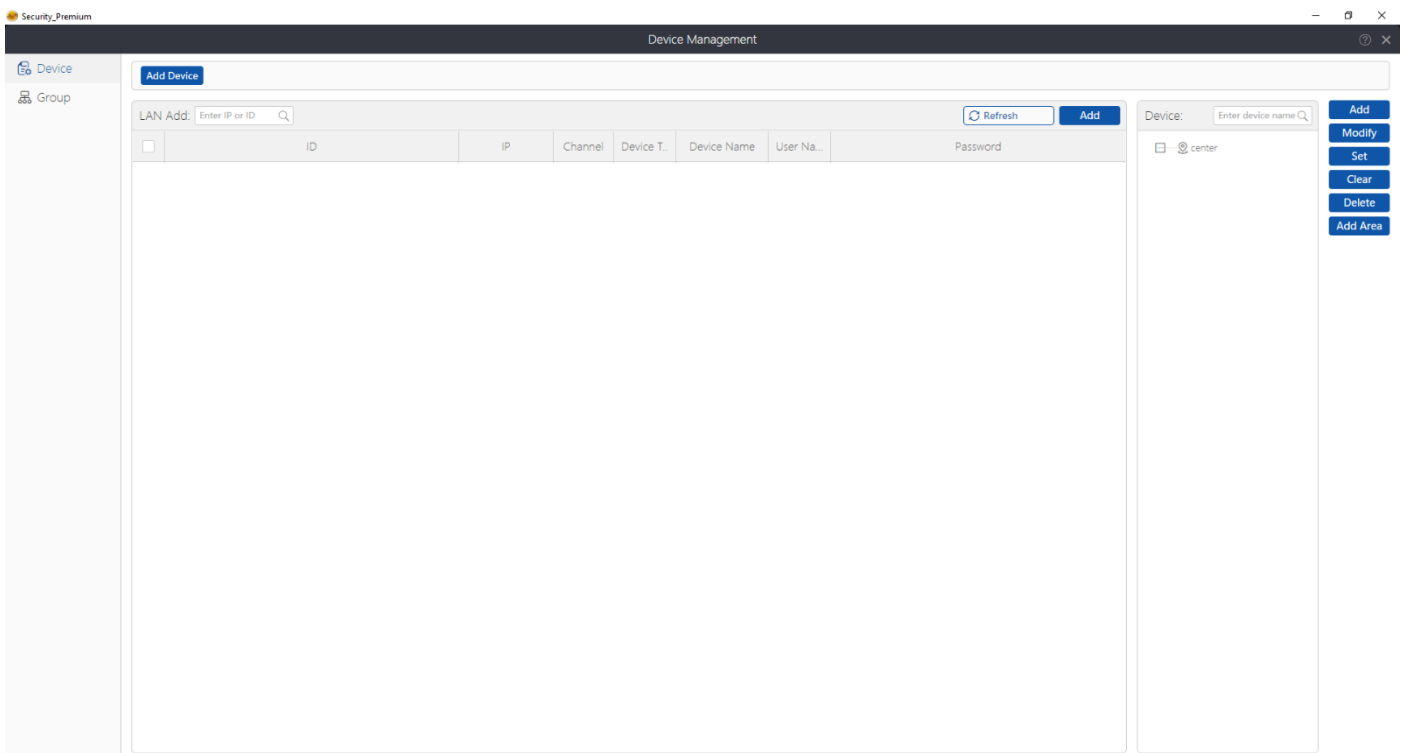 Security_Premium
Device Management
Device
Group
Add Device
LAN Add: Enter IP or ID Refresh Add
ID IP Channel Device T... Device Name User Na... Password
Device: Enter device name
center
Add
Modify
Set
Clear
Delete
Add Area